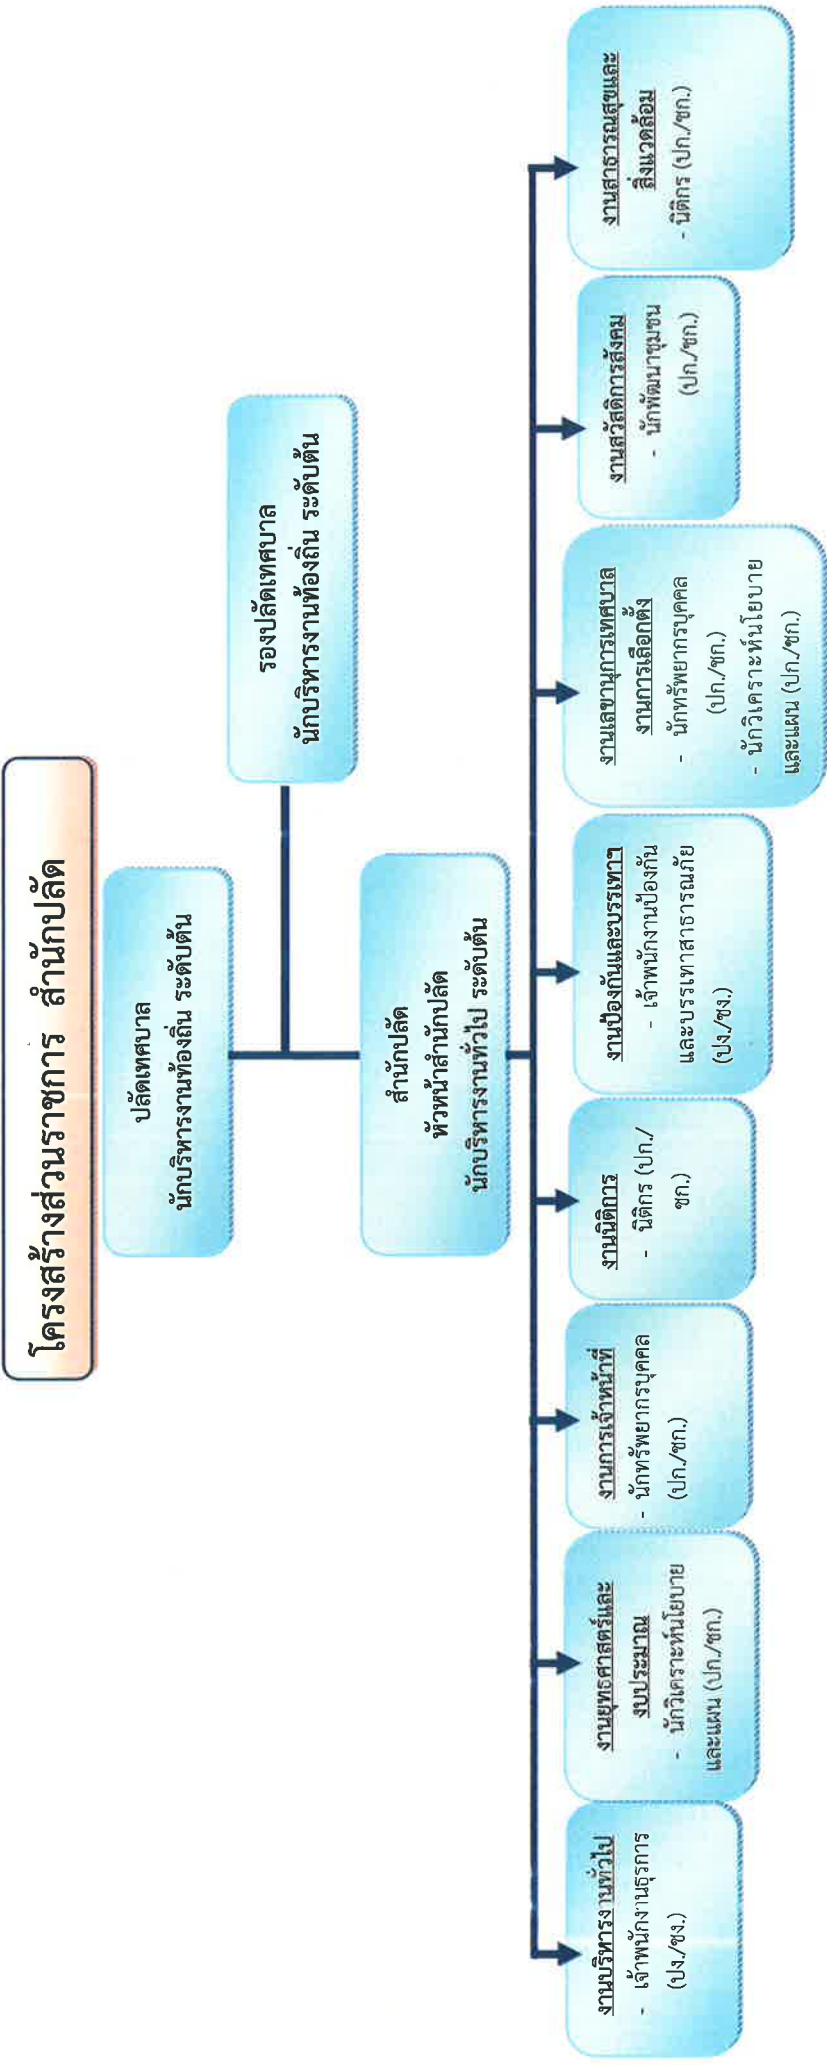 โครงสร้างส่วนราชการ สำนักปลัด
ปลัดเทศบาล
นักบริหารงานท้องถิ่น ระดับต้น
รองปลัดเทศบาล
นักบริหารงานท้องถิ่น ระดับต้น
สำนักปลัด
หัวหน้าสำนักปลัด
นักบริหารงานทั่วไป ระดับต้น
งานบริหารงานทั่วไป
- เจ้าพนักงานธุรการ
(ปง./ชง.)
งานยุทธศาสตร์และ
งบประมาณ
- นักวิเคราะห์นโยบาย
และแผน (ปก./ชก.)
งานการเจ้าหน้าที่
- นักทรัพยากรบุคคล
(ปก./ชก.)
งานนิติการ
- นิติกร (ปก./
ชก.)
งานป้องกันและบรรเทาฯ
- เจ้าพนักงานป้องกัน
และบรรเทาสาธารณภัย
(ปง./ชง.)
งานเลขานุการเทศบาล
งานการเลือกตั้ง
- นักทรัพยากรบุคคล
(ปก./ชก.)
- นักวิเคราะห์นโยบาย
และแผน (ปก./ชก.)
งานสวัสดิการสังคม
- นักพัฒนาชุมชน
(ปก./ชก.)
งานสาธารณสุขและ
สิ่งแวดล้อม
- นิติกร (ปก./ชก.)